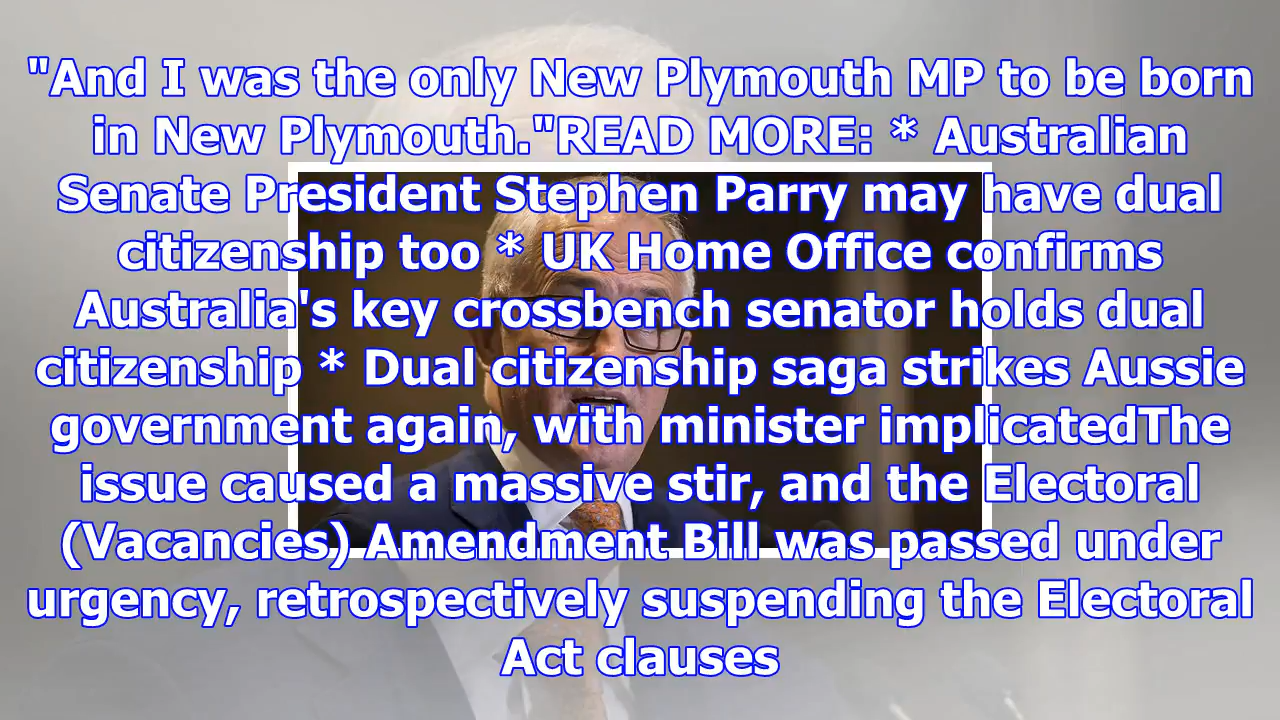 "And I was the only New Plymouth MP to be born
in New Plymouth."READ MORE: * Australian
Senate President Stephen Parry may have dual
citizenship too * UK Home Office confirms
Australia's key crossbench senator holds dual
citizenship * Dual citizenship saga strikes Aussie
government again, with minister implicatedThe
issue caused a massive stir, and the Electoral
(Vacancies) Amendment Bill was passed under
urgency, retrospectively suspending the Electoral
Act clauses